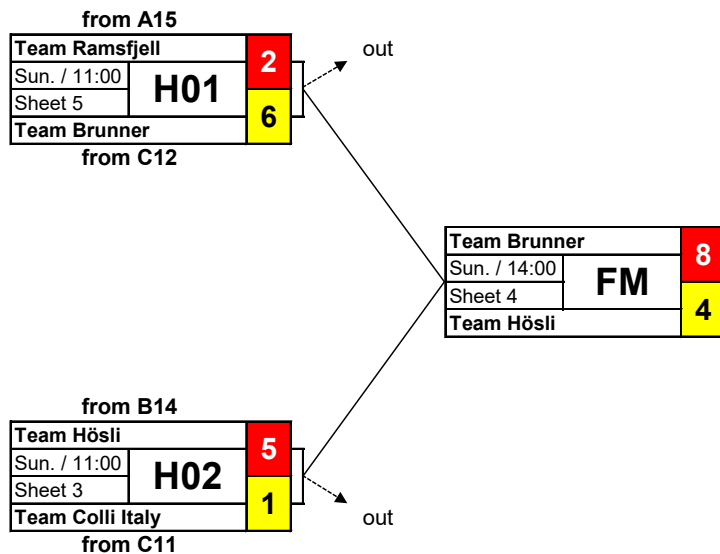 from A15
Team Ramsfjell
2
out
Sun. / 11:00
H01
Sheet 5
6
Team Brunner
from C12
Team Brunner
8
Sun. / 14:00
FM
Sheet 4
4
Team Hösli
from B14
Team Hösli
5
Sun. / 11:00
H02
Sheet 3
1
Team Colli Italy
out
from C11